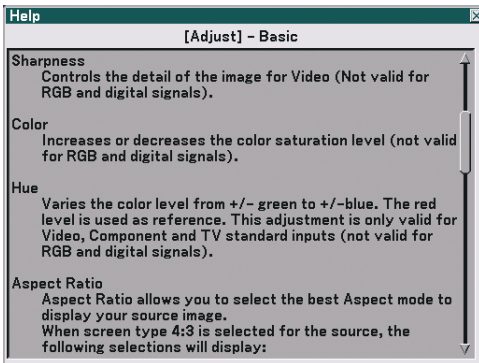 Help
[Adjust] - Basic
Sharpness
Controls the detail of the image for Video (Not valid for
RGB and digital signals).
Color
Increases or decreases the color saturation level (not valid
for RGB and digital signals).
Hue
Varies the color level from +/- green to +/-blue. The red
level is used as reference. This adjustment is only valid for
Video, Component and TV standard inputs (not valid for
RGB and digital signals).
Aspect Ratio
Aspect Ratio allows you to select the best Aspect mode to
display your source image.
When screen type 4:3 is selected for the source, the
following selections will display: